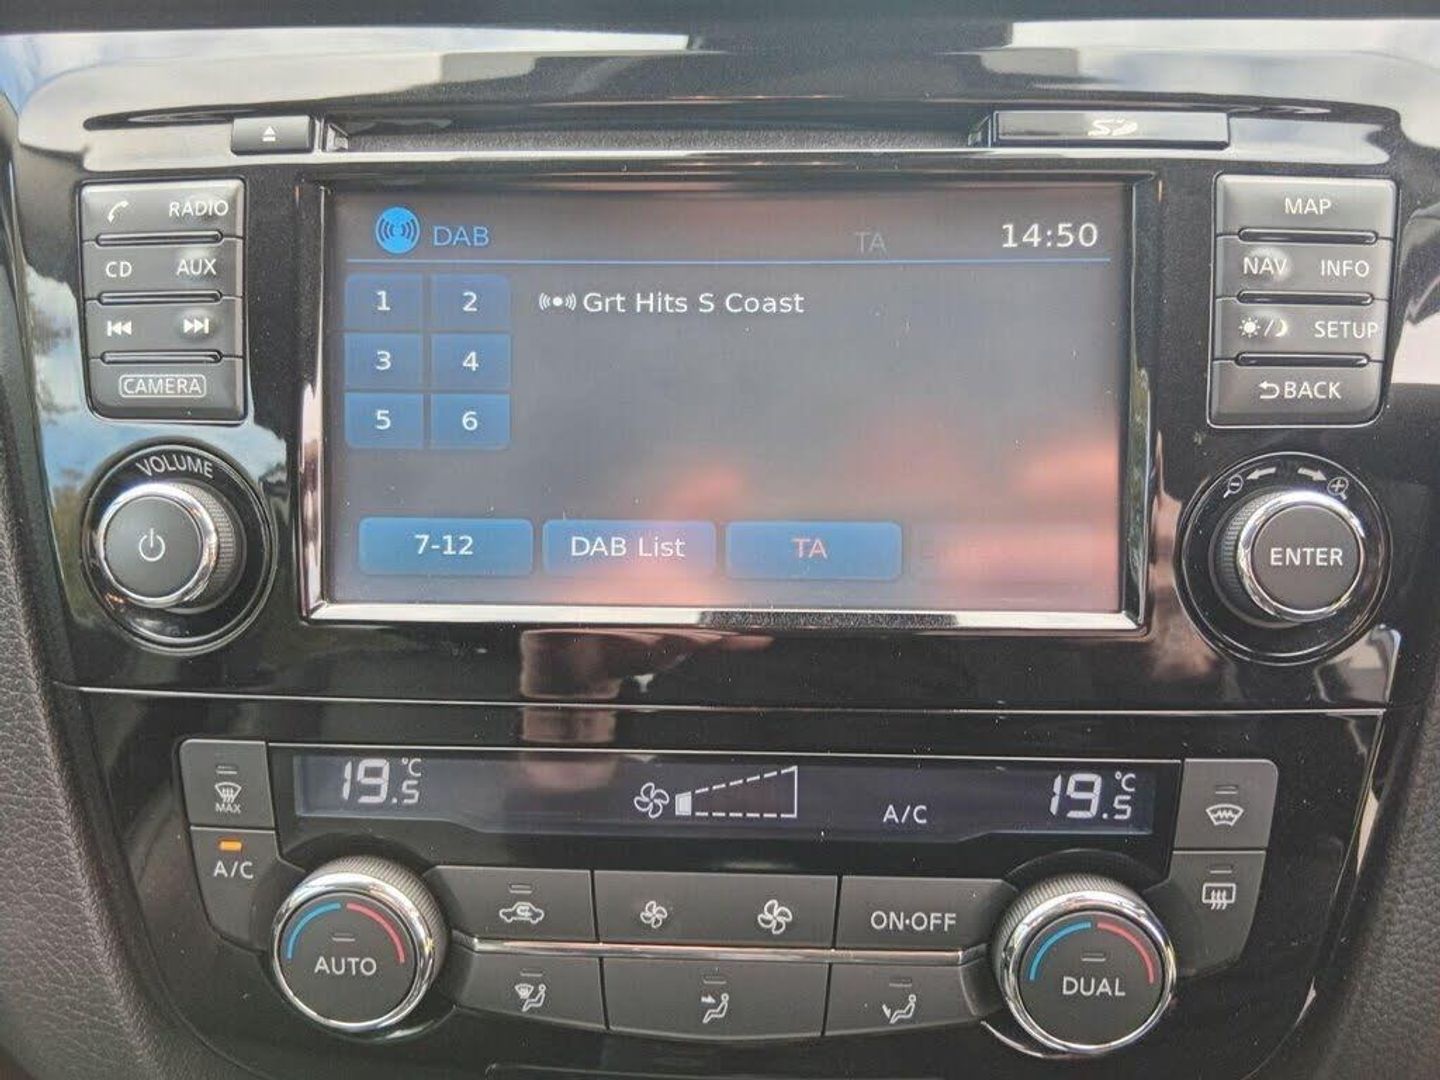 RADIO
CD AUX
CAMERA
VOLUME
DAB TA 14:50
1 2 Grt Hits S Coast
3 4
5 6
7-12 DAB List TA
MAP
NAV INFO
SETUP
BACK
ENTER
19.5 °C A/C 19.5 °C
MAX
A/C
AUTO
ON·OFF
DUAL